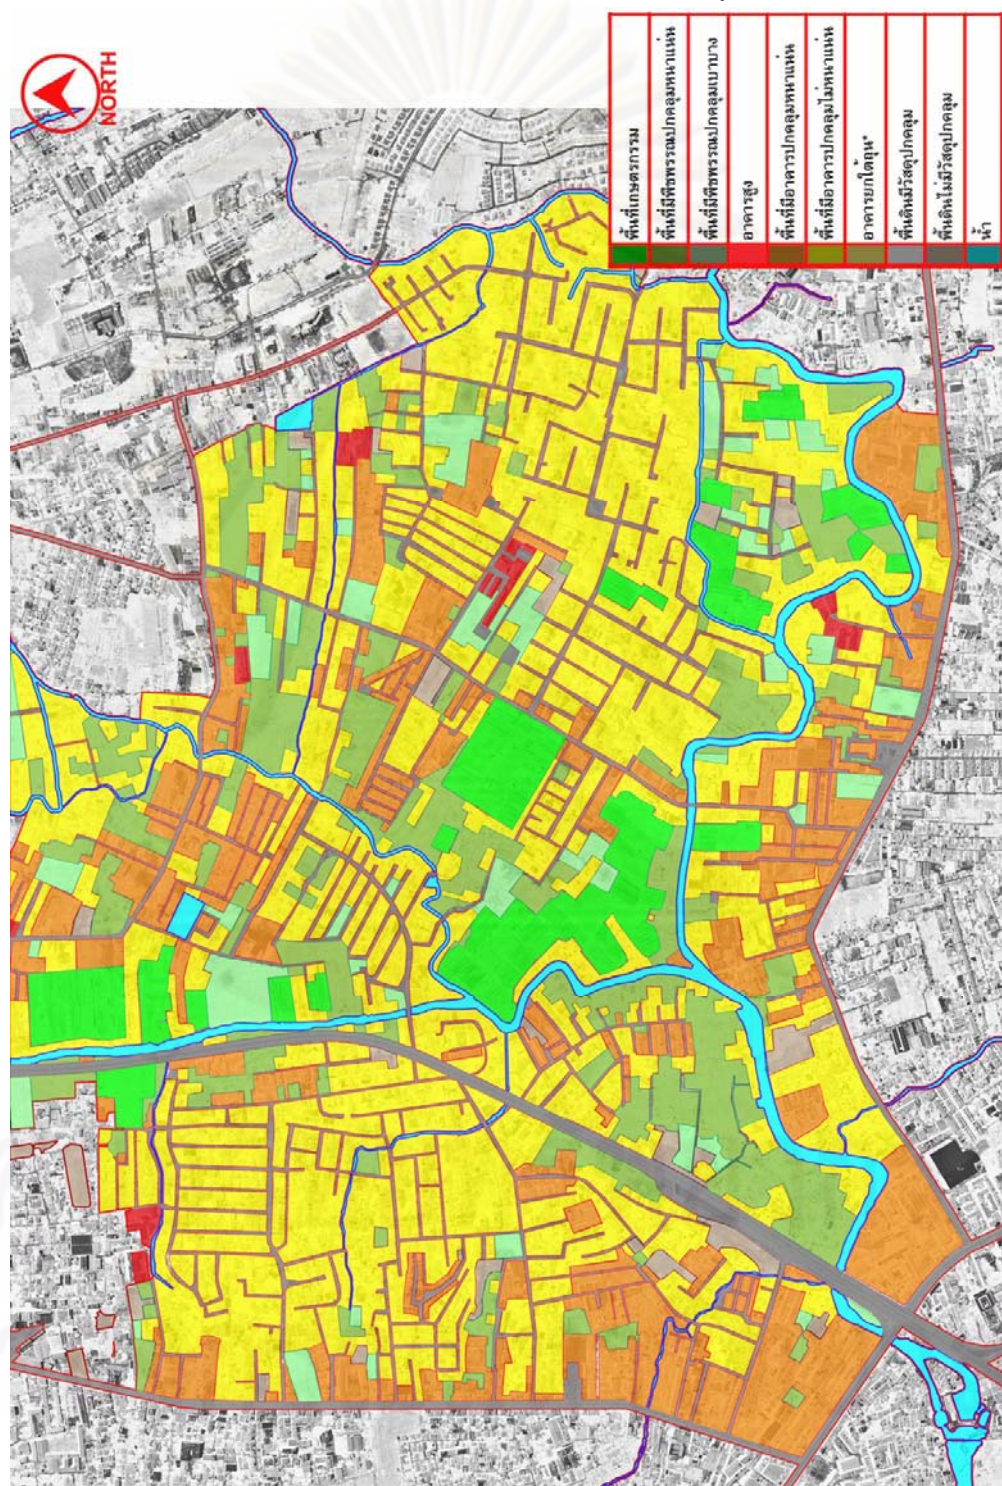 NORTH
พื้นที่เกษตรกรรม
พื้นที่มีพืชพรรณปกคลุมหนาแน่น
พื้นที่มีพืชพรรณปกคลุมเบาบาง
อาคารสูง
พื้นที่มีอาคารปกคลุมหนาแน่น
พื้นที่มีอาคารปกคลุมไม่หนาแน่น
อาคารยกใต้ถุน*
พื้นดินมีวัสดุปกคลุม
พื้นดินไม่มีวัสดุปกคลุม
น้ำ